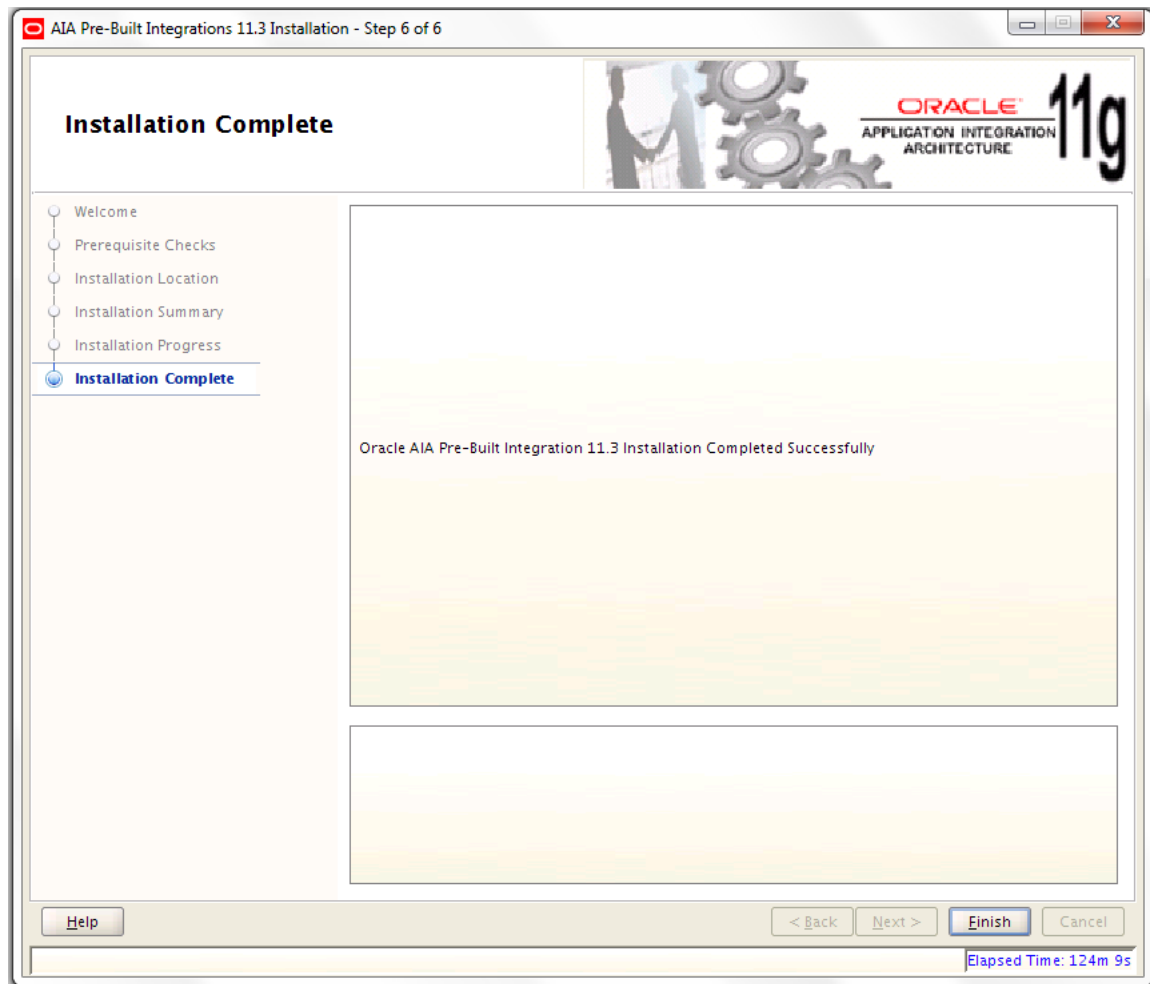 AIA Pre-Built Integrations 11.3 Installation - Step 6 of 6
Installation Complete
ORACLE
APPLICATION INTEGRATION
ARCHITECTURE
11g
Welcome
Prerequisite Checks
Installation Location
Installation Summary
Installation Progress
Installation Complete
Oracle AIA Pre-Built Integration 11.3 Installation Completed Successfully
Help
< Back
Next >
Finish
Cancel
Elapsed Time: 124m 9s